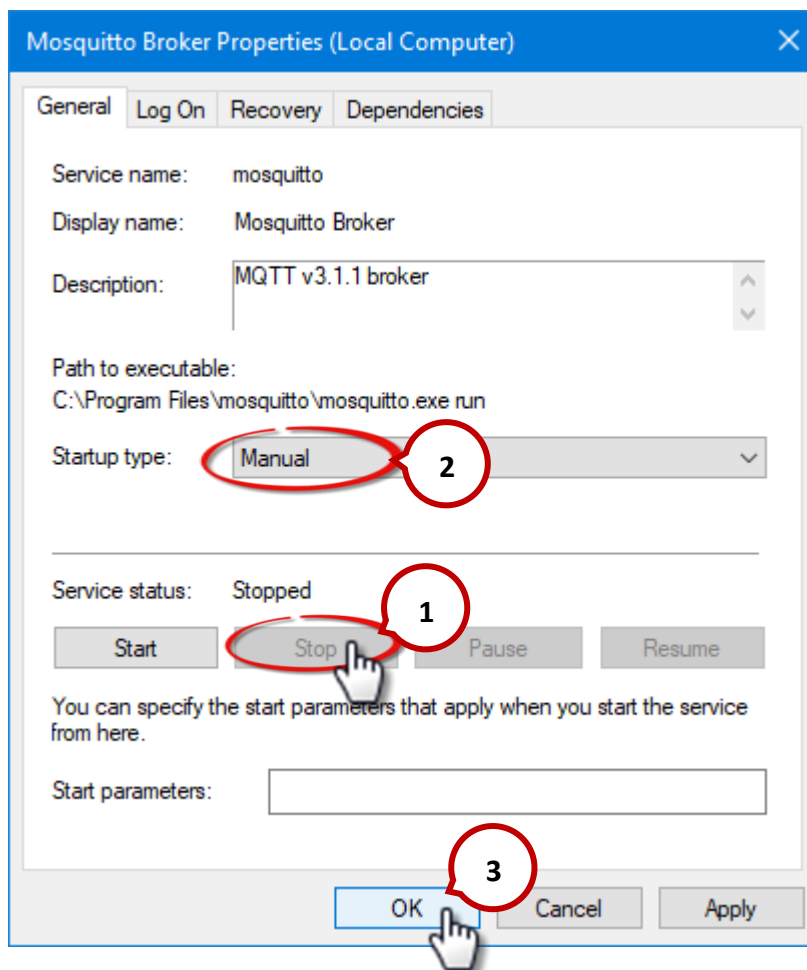 Mosquitto Broker Properties (Local Computer)
General Log On Recovery Dependencies
Service name: mosquitto
Display name: Mosquitto Broker
Description: MQTT v3.1.1 broker
Path to executable:
C:\Program Files\mosquitto\mosquitto.exe run
Startup type: Manual 2
Service status: Stopped 1
Start Stop Pause Resume
You can specify the start parameters that apply when you start the service
from here.
Start parameters:
3
OK Cancel Apply